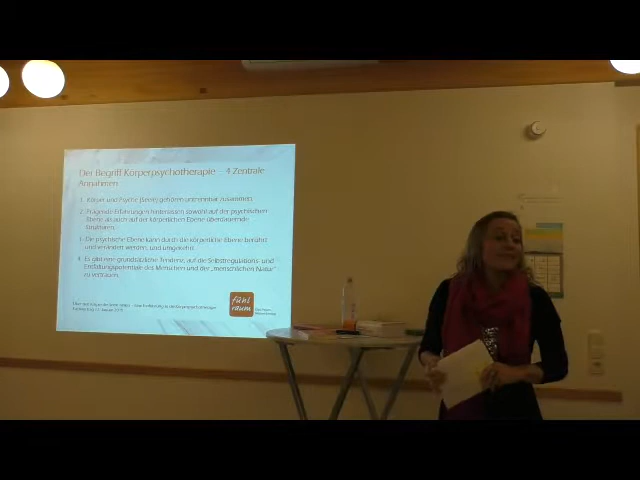 Der Begriff Körperpsychotherapie – 4 Zentrale
Annahmen
1. Körper und Psyche (Seele) gehören untrennbar zusammen
2. Prägende Erfahrungen hinterlassen sowohl auf der psychischen
Ebene als auch auf der körperlichen Ebene überdauernde
Strukturen.
3. Die psychische Ebene kann durch die körperliche Ebene berührt
und verändert werden, und umgekehrt.
4. Es gibt eine grundsätzliche Tendenz, auf die Selbstregulations- und
Entfaltungspotentiale des Menschen und der „menschlichen Natur"
zu vertrauen.
fühl
raum